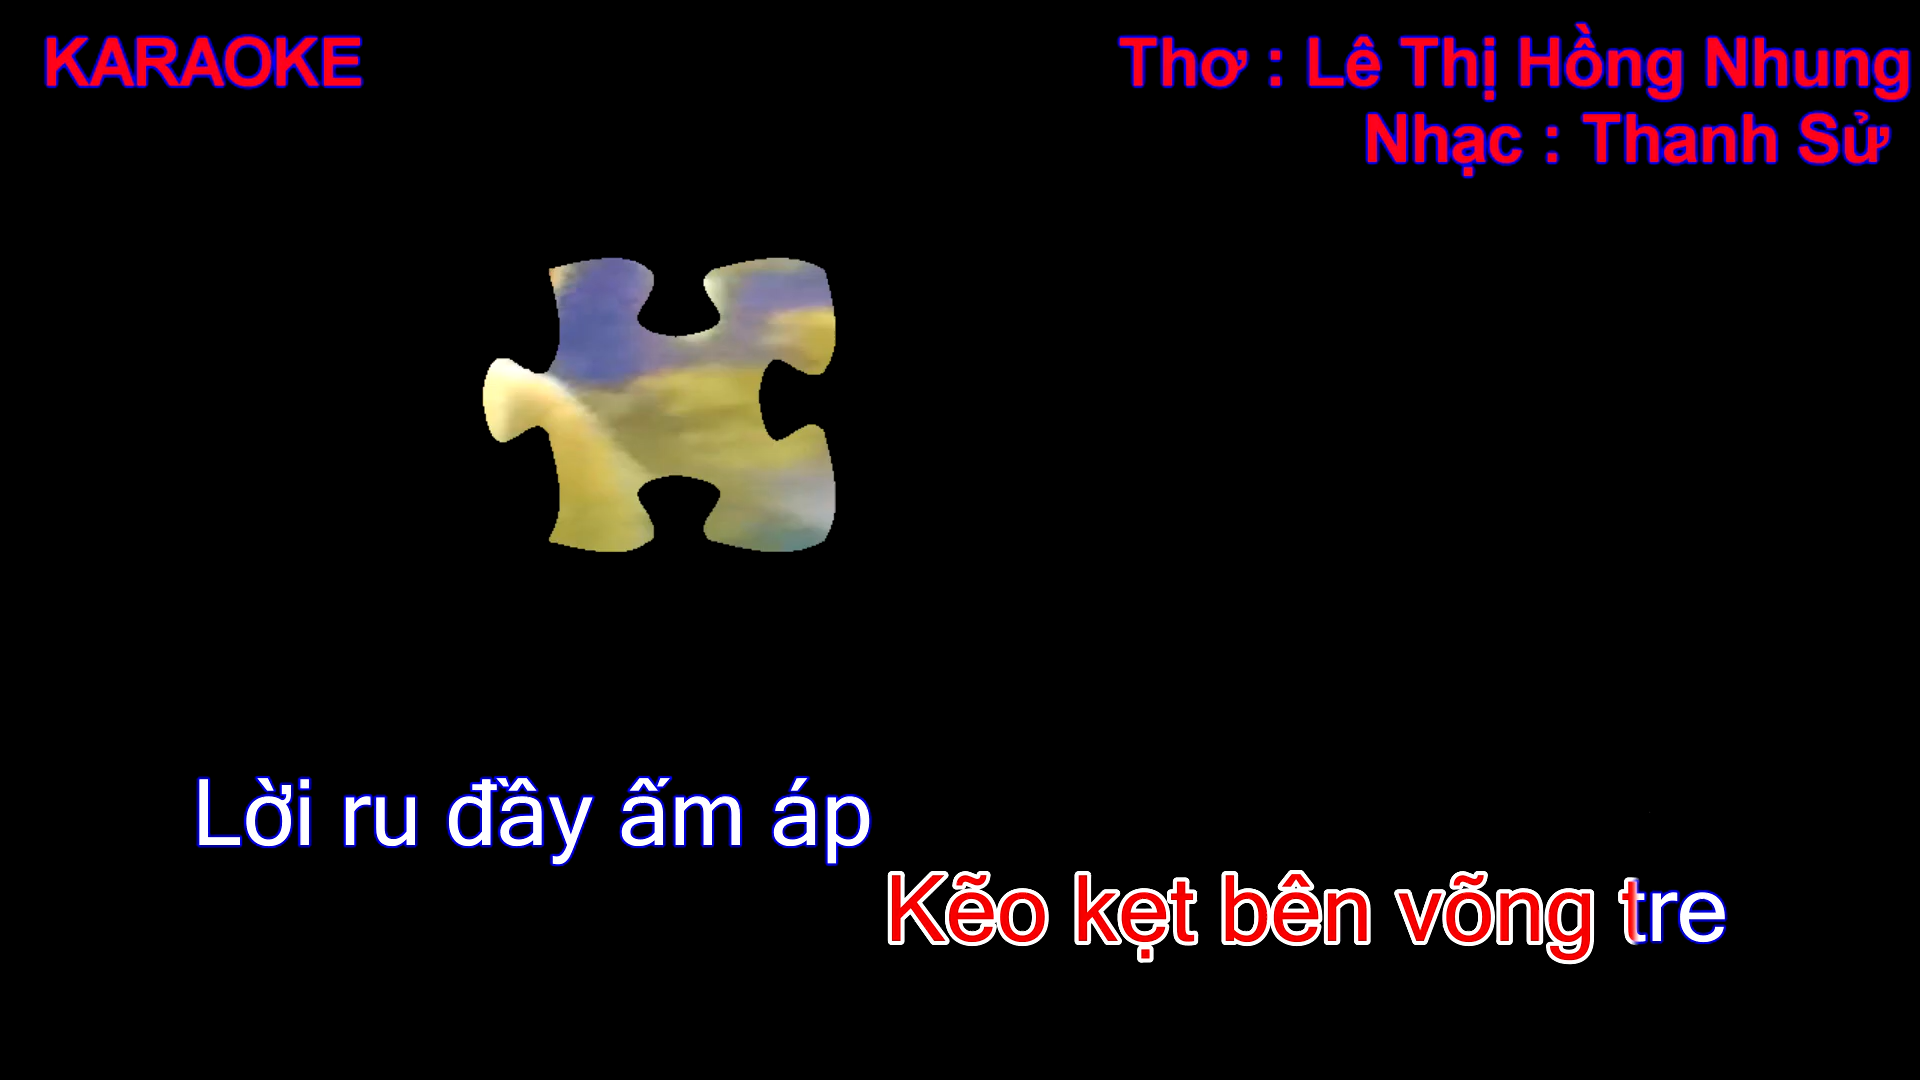 KARAOKE
Thơ : Lê Thị Hồng Nhung
Nhạc : Thanh Sử
Lời ru đầy ấm áp
Kẽo kẹt bên võng tre